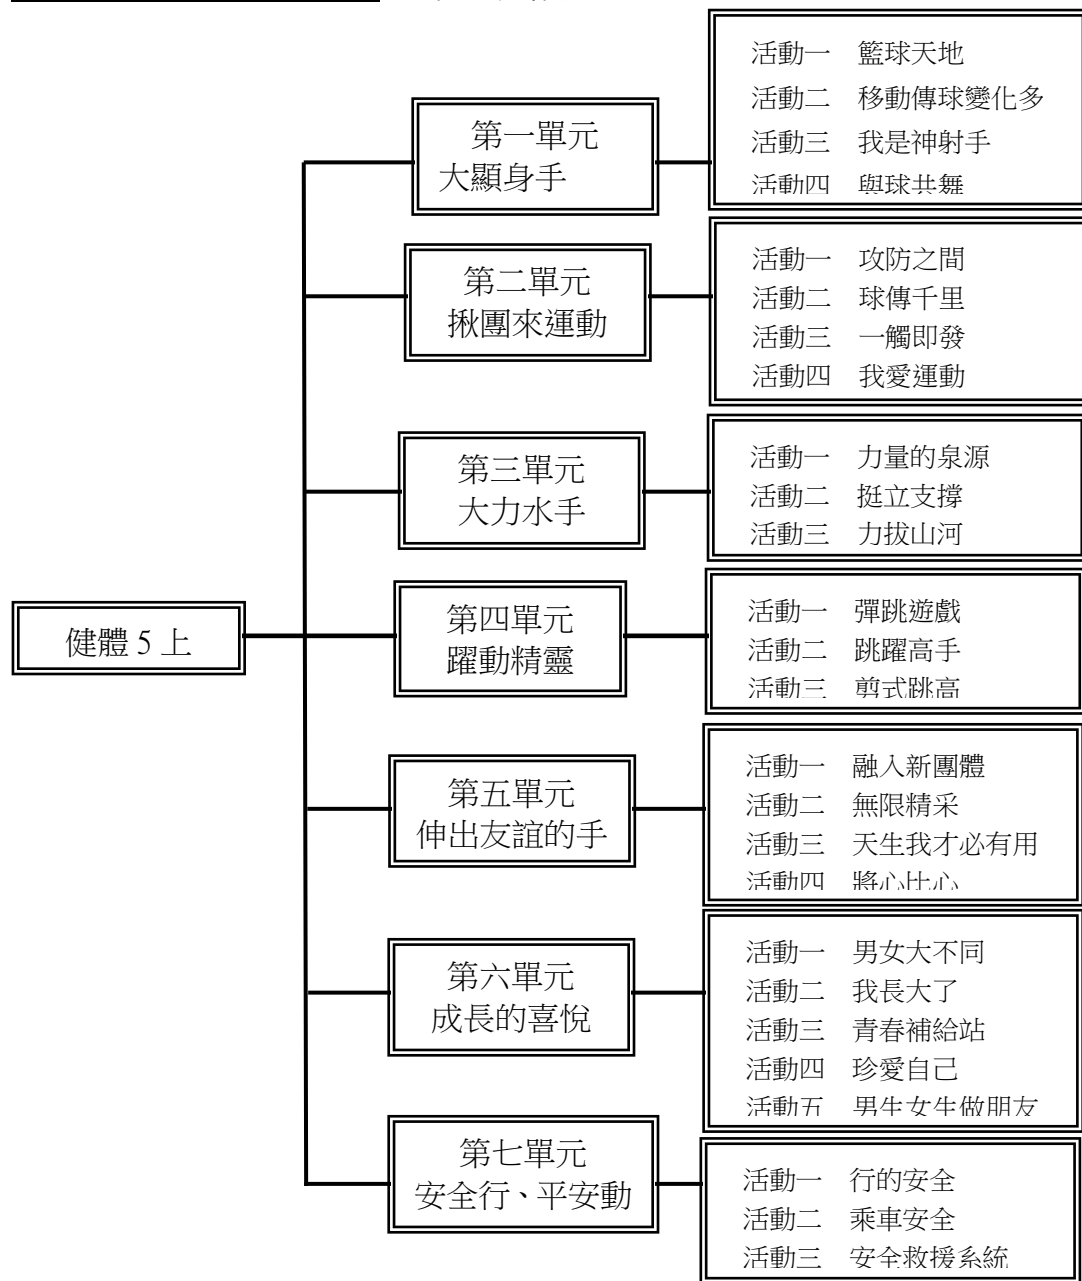 健體 5 上
第一單元
大顯身手
活動一　籃球天地
活動二　移動傳球變化多
活動三　我是神射手
活動四　與球共舞
第二單元
揪團來運動
活動一　攻防之間
活動二　球傳千里
活動三　一觸即發
活動四　我愛運動
第三單元
大力水手
活動一　力量的泉源
活動二　挺立支撐
活動三　力拔山河
第四單元
躍動精靈
活動一　彈跳遊戲
活動二　跳躍高手
活動三　剪式跳高
第五單元
伸出友誼的手
活動一　融入新團體
活動二　無限精采
活動三　天生我才必有用
活動四　將心比心
第六單元
成長的喜悅
活動一　男女大不同
活動二　我長大了
活動三　青春補給站
活動四　珍愛自己
活動五　男生女生做朋友
第七單元
安全行、平安動
活動一　行的安全
活動二　乘車安全
活動三　安全救援系統